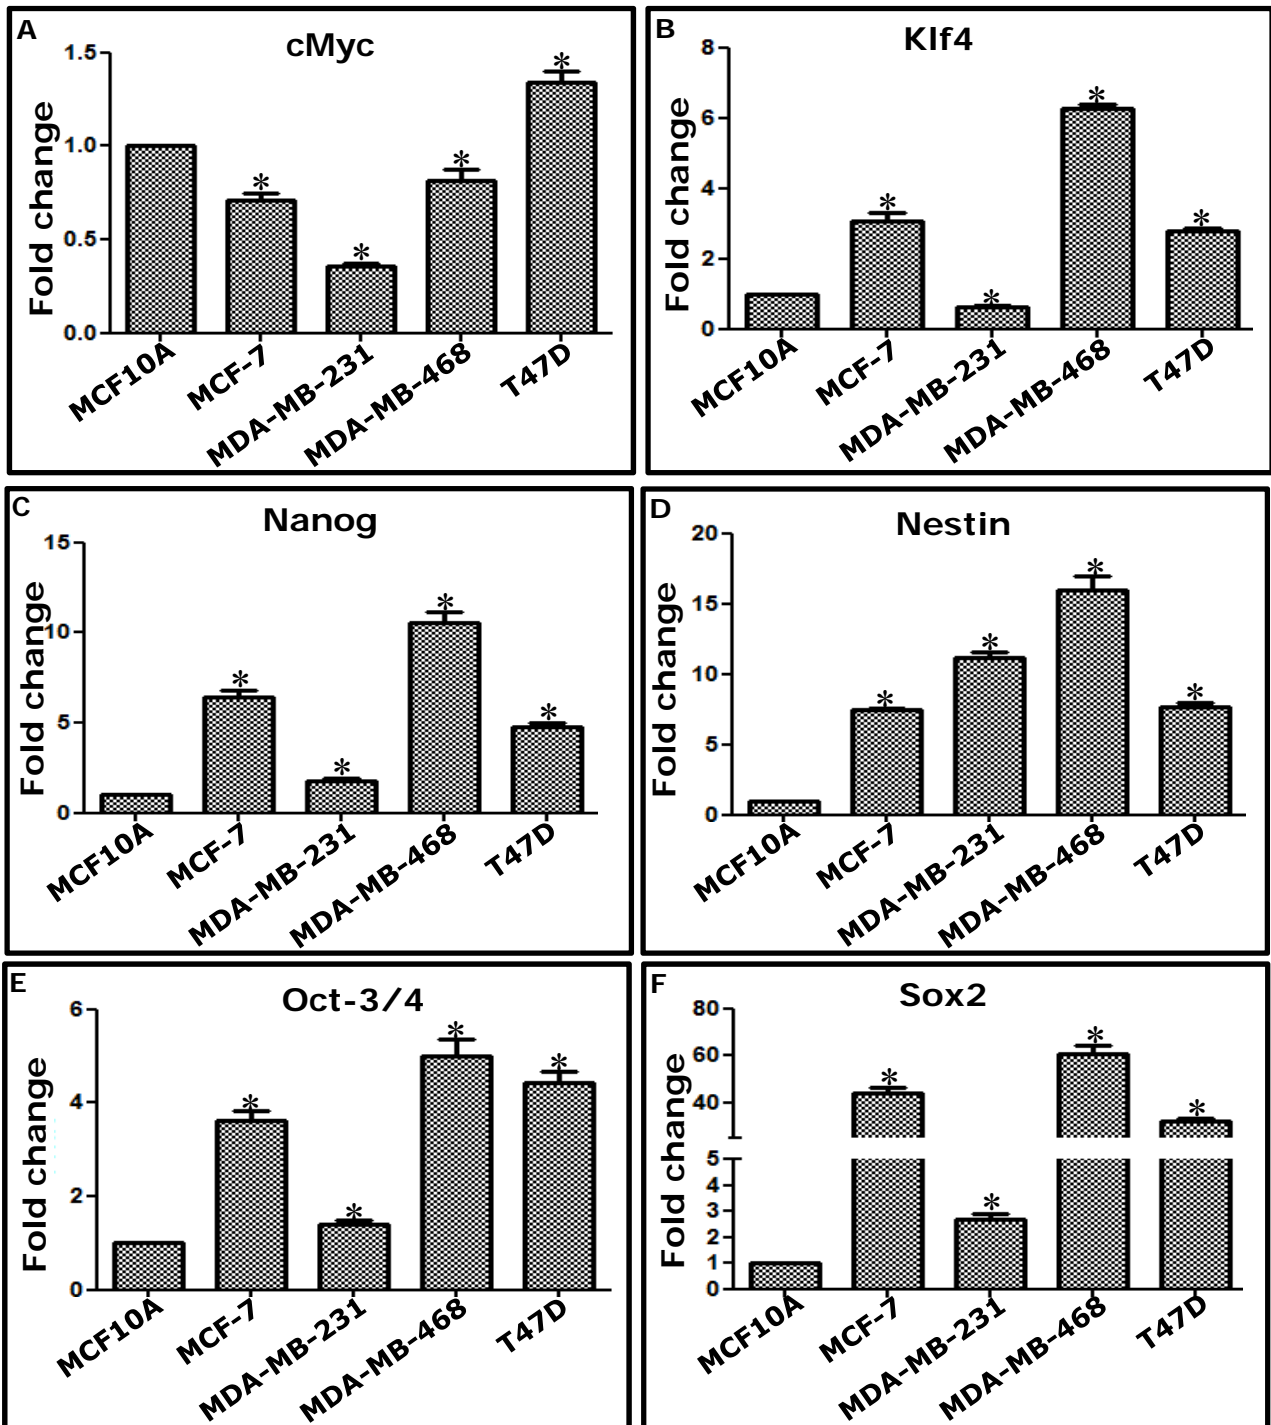 A
cMyc
Fold change
1.5
1.0
0.5
0.0
*
*
*
*
MCF10A
MCF-7
MDA-MB-231
MDA-MB-468
T47D
B
Klf4
Fold change
8
6
4
2
0
*
*
*
*
MCF10A
MCF-7
MDA-MB-231
MDA-MB-468
T47D
C
Nanog
Fold change
15
10
5
0
*
*
*
*
MCF10A
MCF-7
MDA-MB-231
MDA-MB-468
T47D
D
Nestin
Fold change
20
15
10
5
0
*
*
*
*
MCF10A
MCF-7
MDA-MB-231
MDA-MB-468
T47D
E
Oct-3/4
Fold change
6
4
2
0
*
*
*
*
MCF10A
MCF-7
MDA-MB-231
MDA-MB-468
T47D
F
Sox2
Fold change
80
60
40
5
4
3
2
1
0
*
*
*
*
MCF10A
MCF-7
MDA-MB-231
MDA-MB-468
T47D